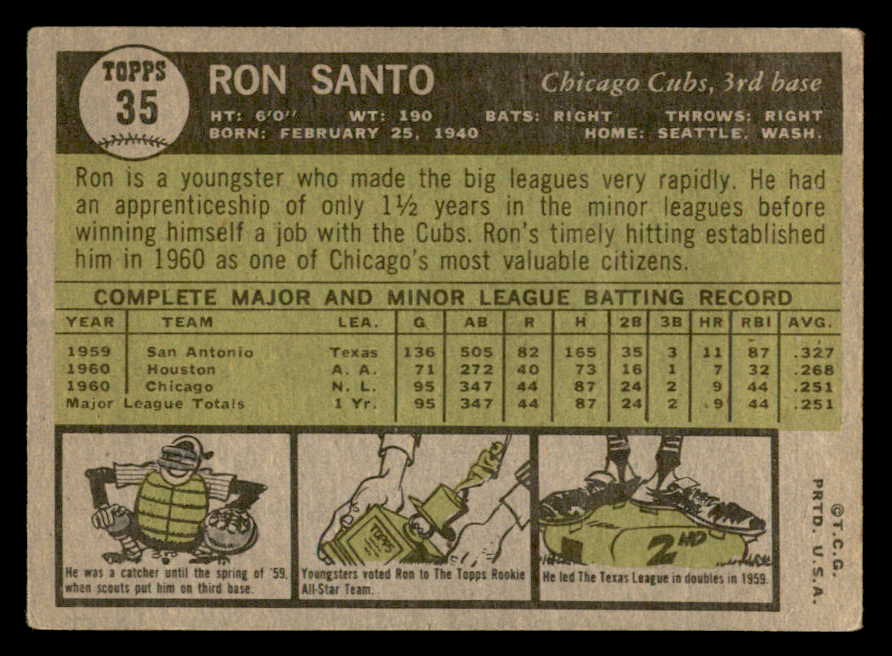 TOPPS
35
RON SANTO
Chicago Cubs, 3rd base
HT: 6'0" WT: 190 BATS: RIGHT THROWS: RIGHT
BORN: FEBRUARY 25, 1940 HOME: SEATTLE, WASH.
Ron is a youngster who made the big leagues very rapidly. He had
an apprenticeship of only 1½ years in the minor leagues before
winning himself a job with the Cubs. Ron's timely hitting established
him in 1960 as one of Chicago's most valuable citizens.
COMPLETE MAJOR AND MINOR LEAGUE BATTING RECORD
YEAR TEAM LEA. G AB R H 2B 3B HR RBI AVG.
1959 San Antonio Texas 136 505 82 165 35 3 11 87 .327
1960 Houston A. A. 71 272 40 73 16 1 7 32 .268
1960 Chicago N. L. 95 347 44 87 24 2 9 44 .251
Major League Totals 1 Yr. 95 347 44 87 24 2 9 44 .251
He was a catcher until the spring of '59,
when scouts put him on third base.
TOPPS
Youngsters voted Ron to The Topps Rookie
All-Star Team.
2ND
He led The Texas League in doubles in 1959.
©T.C.G.
PRTD. U.S.A.